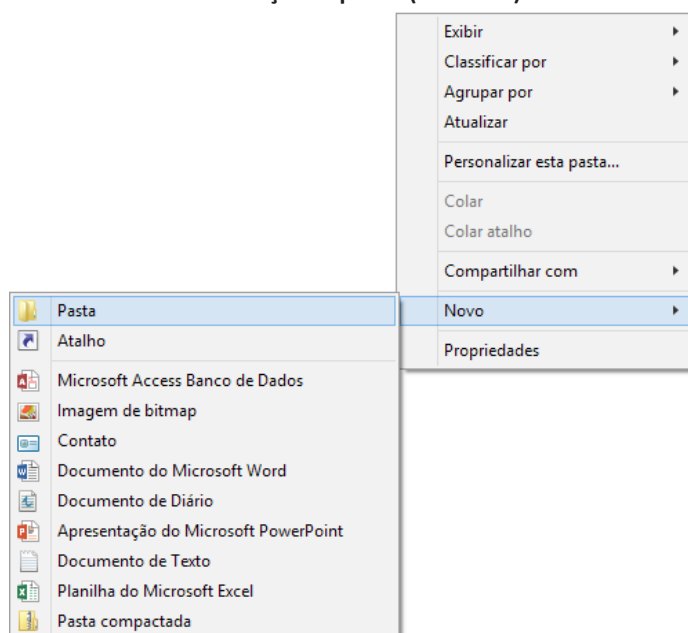 Exibir
Classificar por
Agrupar por
Atualizar
Personalizar esta pasta...
Colar
Colar atalho
Compartilhar com
Novo
Propriedades
Pasta
Atalho
Microsoft Access Banco de Dados
Imagem de bitmap
Contato
Documento do Microsoft Word
Documento de Diário
Apresentação do Microsoft PowerPoint
Documento de Texto
Planilha do Microsoft Excel
Pasta compactada